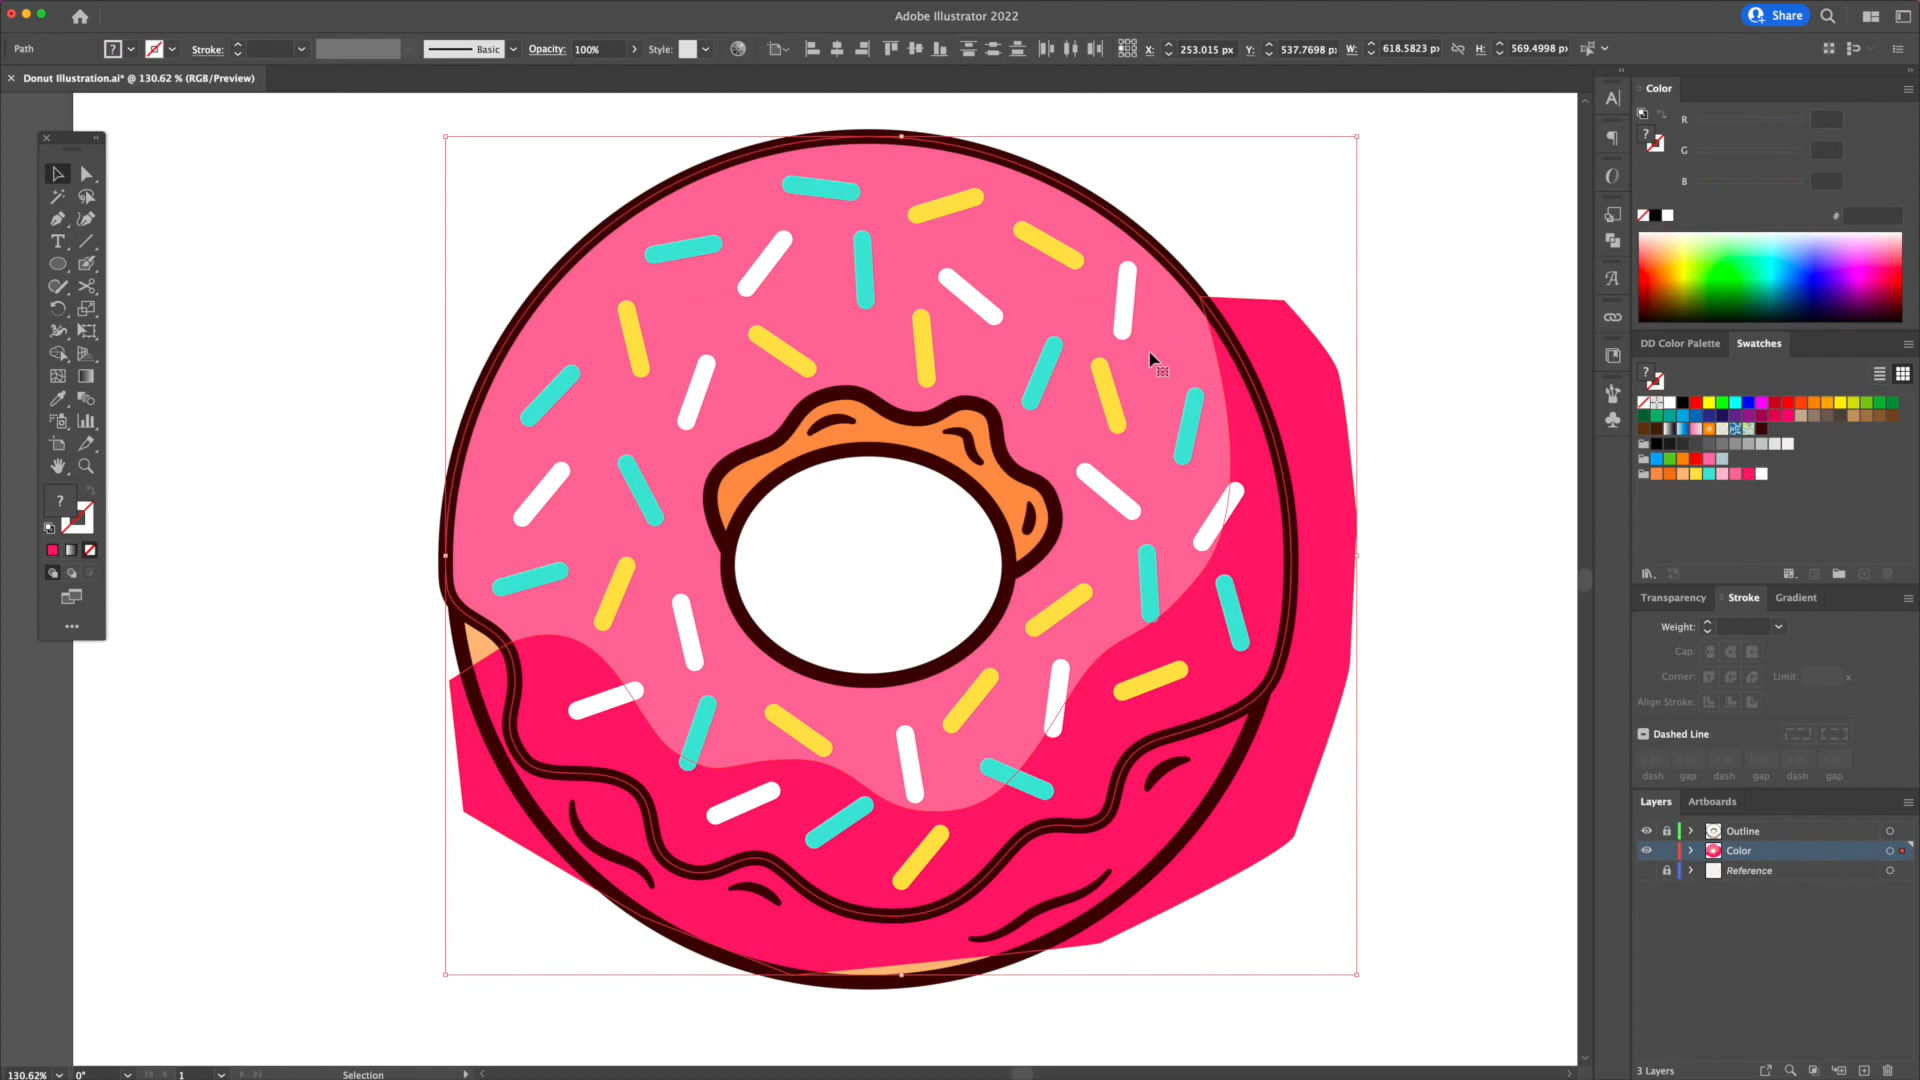 Adobe Illustrator 2022
Share
Path
?
Stroke:
Basic
Opacity: 100%
Style:
X: 253.015 px
Y: 537.7698 px
W: 618.5823 px
H: 569.4998 px
× Donut Illustration.ai* @ 130.62 % (RGB/Preview)
Color
R
G
B
#
DD Color Palette
Swatches
Transparency
Stroke
Gradient
Weight:
Cap:
Corner:
Limit:
x
Align Stroke:
Dashed Line
dash gap dash gap dash gap
Layers
Artboards
Outline
Color
Reference
3 Layers
130.62%
0°
1
Selection